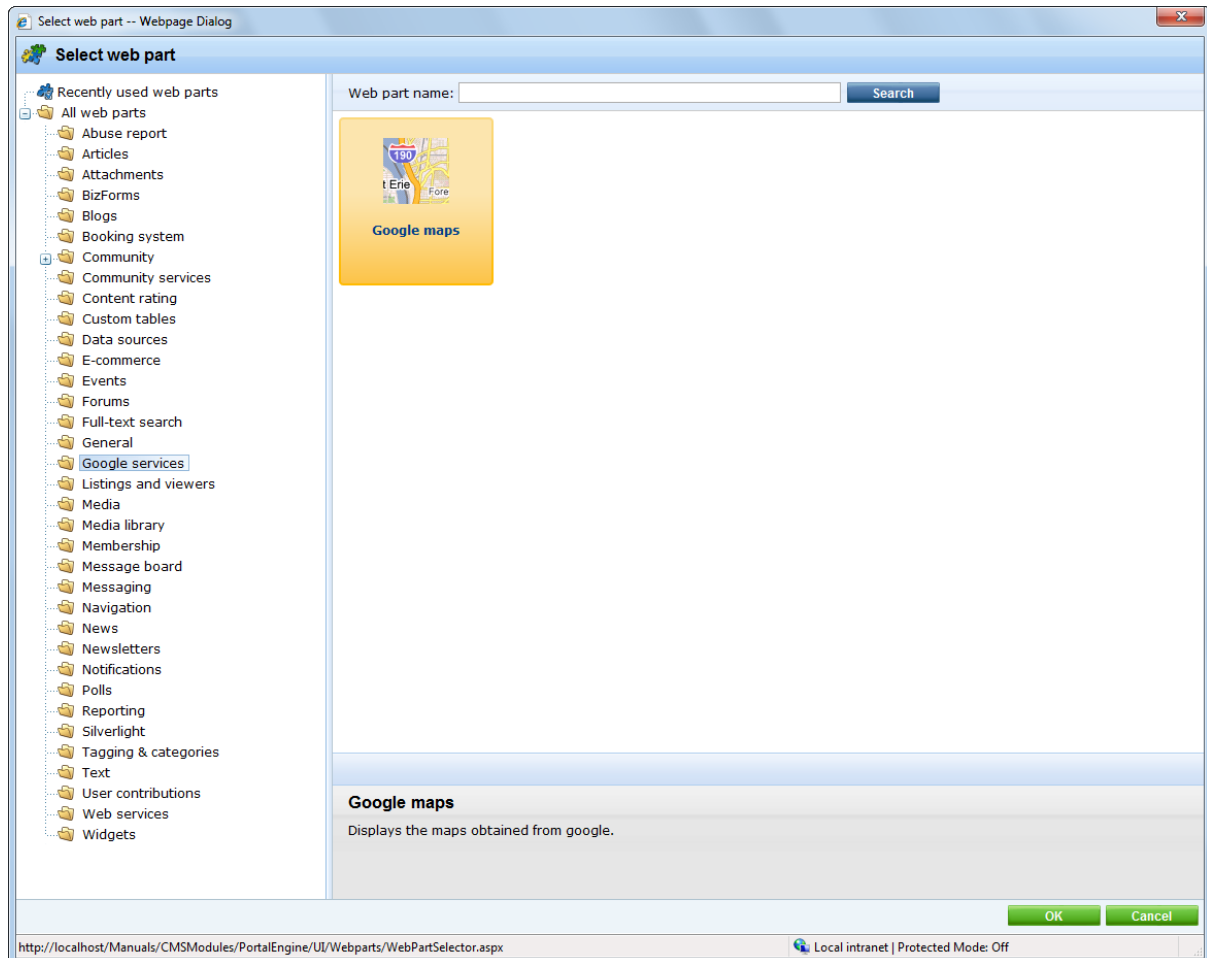 Select web part -- Webpage Dialog
x
Select web part
Recently used web parts
All web parts
Abuse report
Articles
Attachments
BizForms
Blogs
Booking system
Community
Community services
Content rating
Custom tables
Data sources
E-commerce
Events
Forums
Full-text search
General
Google services
Listings and viewers
Media
Media library
Membership
Message board
Messaging
Navigation
News
Newsletters
Notifications
Polls
Reporting
Silverlight
Tagging & categories
Text
User contributions
Web services
Widgets
Web part name:
Search
190
t Erie
Fore
Google maps
Google maps
Displays the maps obtained from google.
OK
Cancel
http://localhost/Manuals/CMSModules/PortalEngine/UI/Webparts/WebPartSelector.aspx
Local intranet | Protected Mode: Off